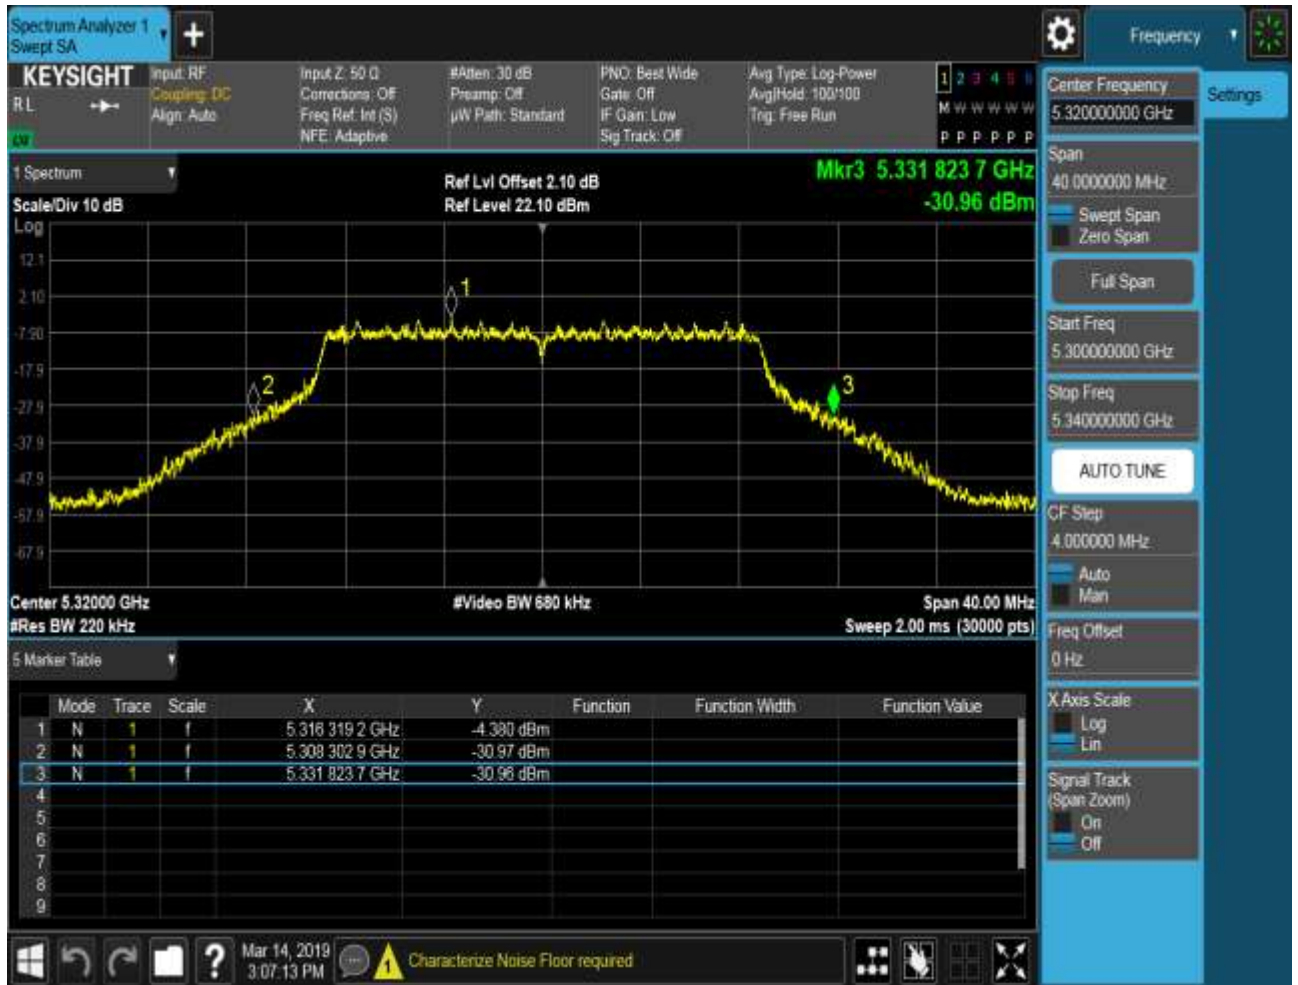 Spectrum Analyzer 1
Swept SA
Frequency
KEYSIGHT
RL
Input: RF
Coupling: DC
Align: Auto
Input Z: 50 Ω
Corrections: Off
Freq Ref: Int (S)
NFE: Adaptive
#Atten: 30 dB
Preamp: Off
µW Path: Standard
PNO: Best Wide
Gate: Off
IF Gain: Low
Sig Track: Off
Avg Type: Log-Power
Avg|Hold: 100/100
Trig: Free Run
1 2 3 4 5 6
M W W W W W
P P P P P P
1 Spectrum
Scale/Div 10 dB
Ref Lvl Offset 2.10 dB
Ref Level 22.10 dBm
Mkr3 5.331 823 7 GHz
-30.96 dBm
Log
12.1
2.10
-7.90
-17.9
-27.9
-37.9
-47.9
-57.9
-67.9
1
2
3
Center 5.32000 GHz
#Res BW 220 kHz
#Video BW 680 kHz
Span 40.00 MHz
Sweep 2.00 ms (30000 pts)
5 Marker Table
Mode Trace Scale X Y Function Function Width Function Value
1 N 1 f 5.316 319 2 GHz -4.380 dBm
2 N 1 f 5.308 302 9 GHz -30.97 dBm
3 N 1 f 5.331 823 7 GHz -30.96 dBm
4
5
6
7
8
9
Center Frequency
5.320000000 GHz
Settings
Span
40.0000000 MHz
Swept Span
Zero Span
Full Span
Start Freq
5.300000000 GHz
Stop Freq
5.340000000 GHz
AUTO TUNE
CF Step
4.000000 MHz
Auto
Man
Freq Offset
0 Hz
X Axis Scale
Log
Lin
Signal Track
(Span Zoom)
On
Off
?
Mar 14, 2019
3:07:13 PM
1
Characterize Noise Floor required